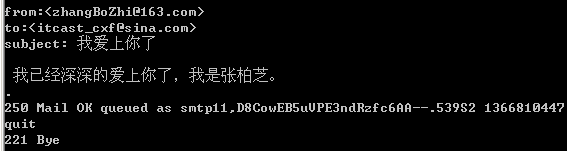 from:<zhangBoZhi@163.com>
to:<itcast_cxf@sina.com>
subject: 我爱上你了
我已经深深的爱上你了，我是张柏芝。
.
250 Mail OK queued as smtp11,D8CowEB5uUPE3ndRzfc6AA--.539S2 1366810447
quit
221 Bye